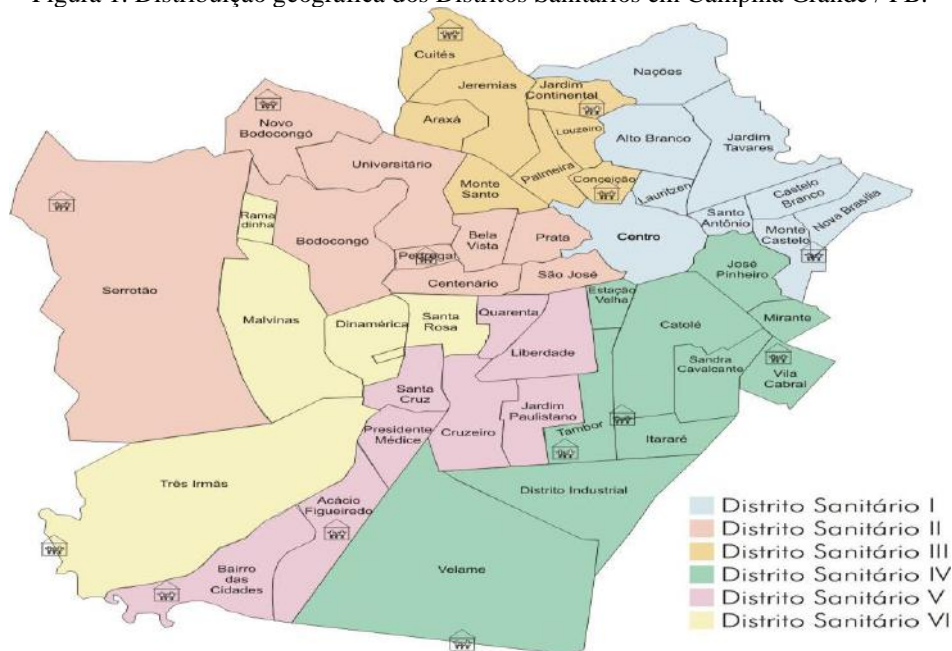 Figura 1. Distribuição geográfica dos Distritos Sanitários em Campina Grande / PB.
Cuités
Nações
Jeremias
Jardim
Continental
Novo
Bodocongó
Araxá
Louzeiro
Alto Branco
Jardim
Tavares
Universitário
Palmeira
Conceição
Monte
Santo
Lauritzen
Castelo
Branco
Nova Brasília
Rama
dinha
Santo
Antônio
Monte
Castelo
Bodocongó
Bela
Vista
Prata
Centro
Pedregal
José
Pinheiro
Serrotão
Centenário
São José
Estação
Velha
Malvinas
Dinamérica
Santa
Rosa
Quarenta
Catolé
Mirante
Liberdade
Sandra
Cavalcante
Vila
Cabral
Santa
Cruz
Jardim
Paulistano
Presidente
Médice
Cruzeiro
Tambor
Itararé
Três Irmãs
Acácio
Figueiredo
Distrito Industrial
Bairro
das
Cidades
Velame
Distrito Sanitário I
Distrito Sanitário II
Distrito Sanitário III
Distrito Sanitário IV
Distrito Sanitário V
Distrito Sanitário VI